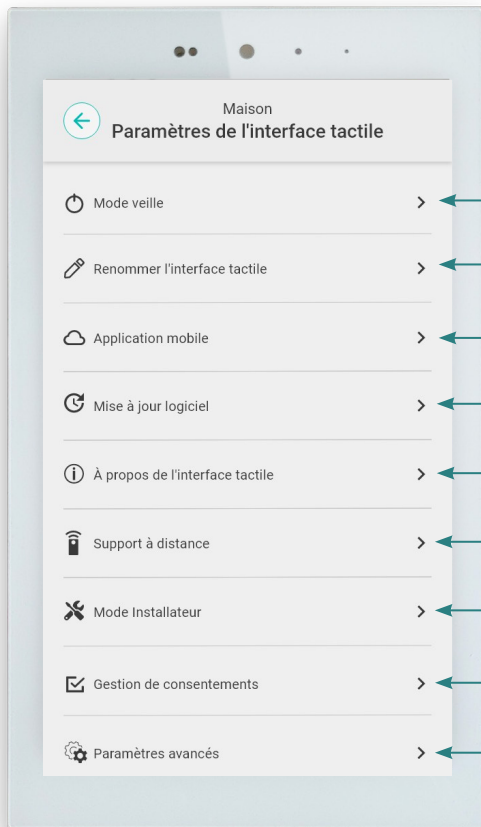 Maison
Paramètres de l'interface tactile
Mode veille
Renommer l'interface tactile
Application mobile
Mise à jour logiciel
À propos de l'interface tactile
Support à distance
Mode Installateur
Gestion de consentements
Paramètres avancés